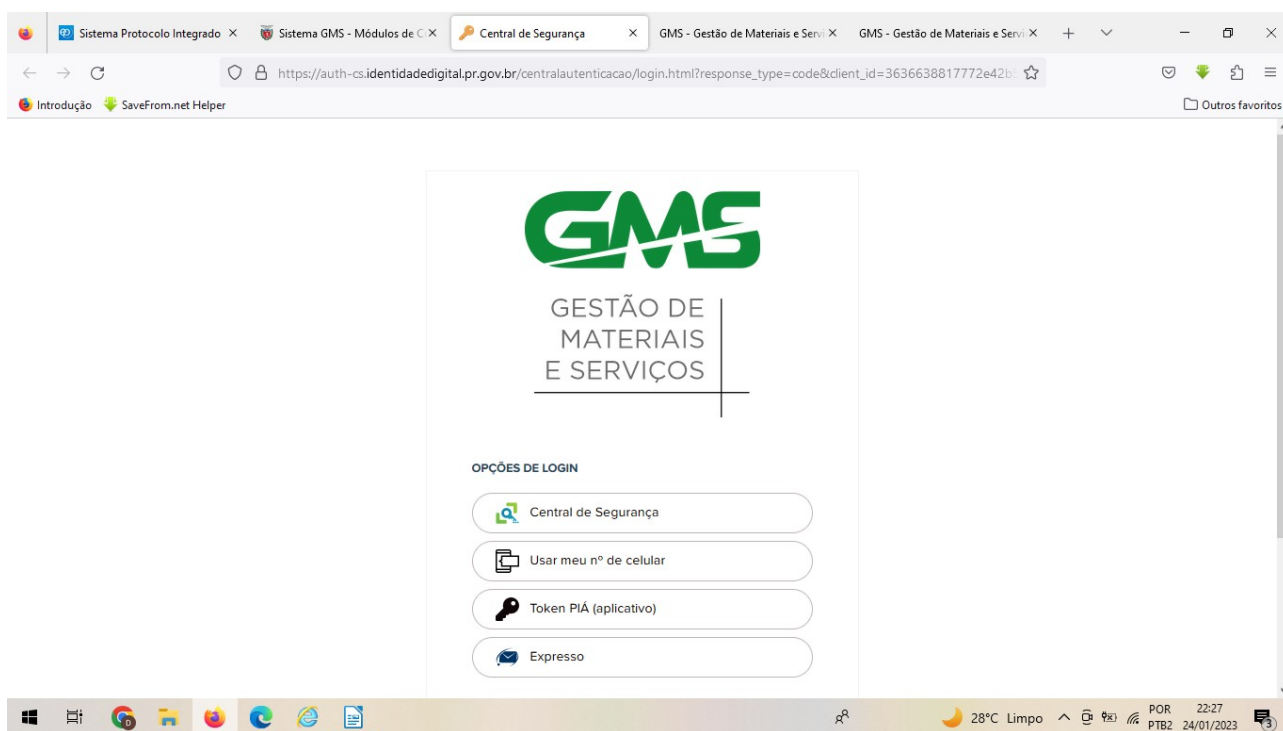 Sistema Protocolo Integrado
Sistema GMS - Módulos de C
Central de Segurança
GMS - Gestão de Materiais e Servi
GMS - Gestão de Materiais e Servi
https://auth-cs.identidadedigital.pr.gov.br/centralautenticacao/login.html?response_type=code&client_id=3636638817772e42b
Introdução
SaveFrom.net Helper
Outros favoritos
GMS
GESTÃO DE
MATERIAIS
E SERVIÇOS
OPÇÕES DE LOGIN
Central de Segurança
Usar meu nº de celular
Token PIÁ (aplicativo)
Expresso
28°C Limpo
POR
PTB2
22:27
24/01/2023
3